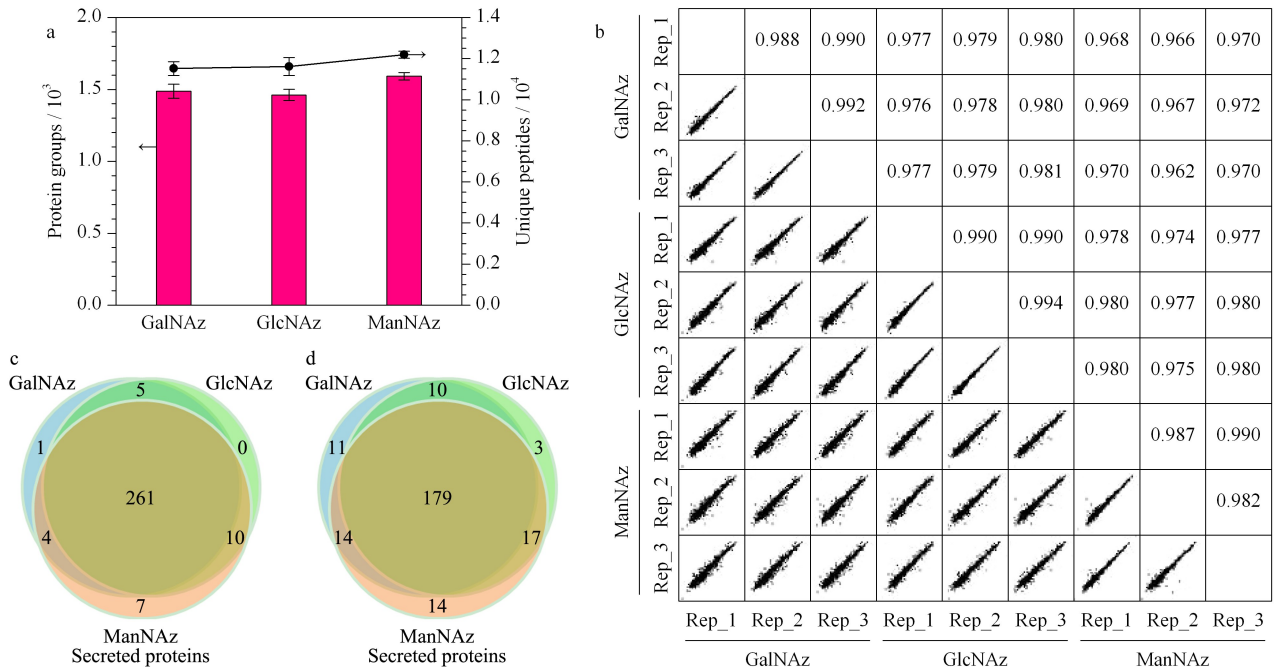 a
2.0
1.5
1.0
0.5
0.0
Protein groups / 10³
1.4
1.2
1.0
0.8
0.6
0.4
0.2
0.0
Unique peptides / 10⁴
GalNAz GlcNAz ManNAz
b
GalNAz
GlcNAz
ManNAz
Rep_1 0.988 0.990 0.977 0.979 0.980 0.968 0.966 0.970
Rep_2 0.992 0.976 0.978 0.980 0.969 0.967 0.972
Rep_3 0.977 0.979 0.981 0.970 0.962 0.970
Rep_1 0.990 0.990 0.978 0.974 0.977
Rep_2 0.994 0.980 0.977 0.980
Rep_3 0.980 0.975 0.980
Rep_1 0.987 0.990
Rep_2 0.982
Rep_3
Rep_1 Rep_2 Rep_3 Rep_1 Rep_2 Rep_3 Rep_1 Rep_2 Rep_3
GalNAz GlcNAz ManNAz
c
GalNAz GlcNAz
5
1 0
261
4 10
7
ManNAz
Secreted proteins
d
GalNAz GlcNAz
10
11 3
179
14 17
14
ManNAz
Secreted proteins